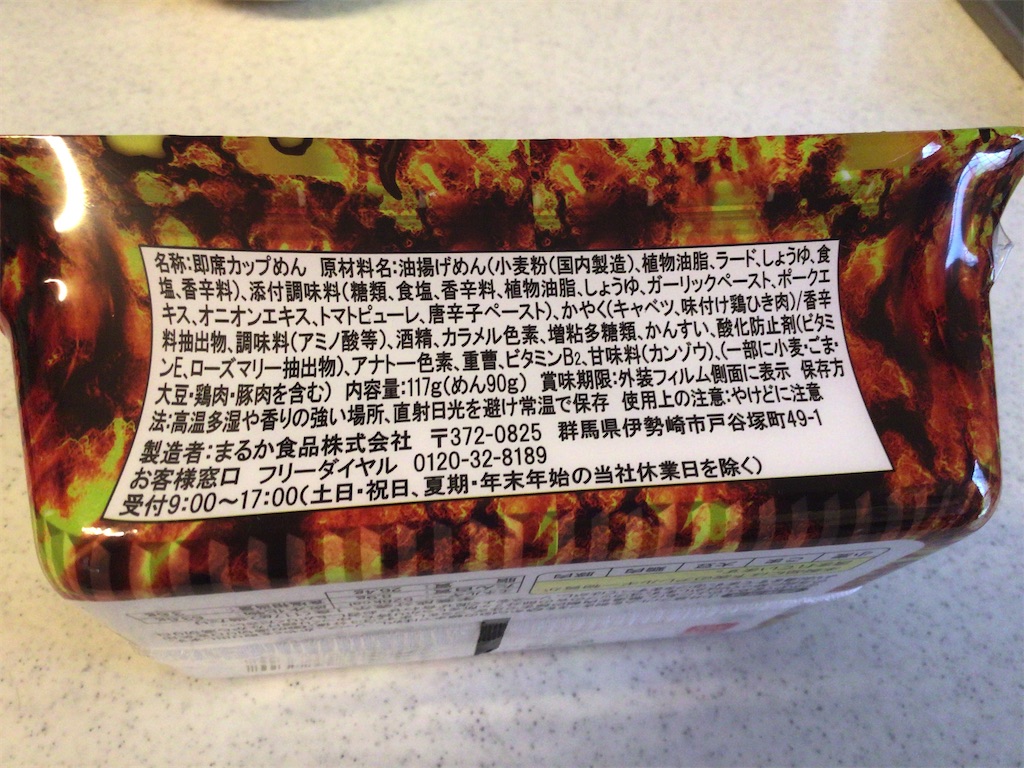 名称:即席カップめん 原材料名:油揚げめん(小麦粉(国内製造)、植物油脂、ラード、しょうゆ、食
塩、香辛料)、添付調味料(糖類、食塩、香辛料、植物油脂、しょうゆ、ガーリックペースト、ポークエ
キス、オニオンエキス、トマトピューレ、唐辛子ペースト)、かやく(キャベツ、味付け鶏ひき肉)/香辛
料抽出物、調味料(アミノ酸等)、酒精、カラメル色素、増粘多糖類、かんすい、酸化防止剤(ビタミ
ンE、ローズマリー抽出物)、アナトー色素、重曹、ビタミンB₂、甘味料(カンゾウ)、(一部に小麦・ごま・
大豆・鶏肉・豚肉を含む) 内容量:117g(めん90g) 賞味期限:外装フィルム側面に表示 保存方
法:高温多湿や香りの強い場所、直射日光を避け常温で保存 使用上の注意:やけどに注意
製造者:まるか食品株式会社 〒372-0825 群馬県伊勢崎市戸谷塚町49-1
お客様窓口 フリーダイヤル 0120-32-8189
受付9:00〜17:00(土日・祝日、夏期・年末年始の当社休業日を除く)
小麦 ごま 大豆 鶏肉 豚肉